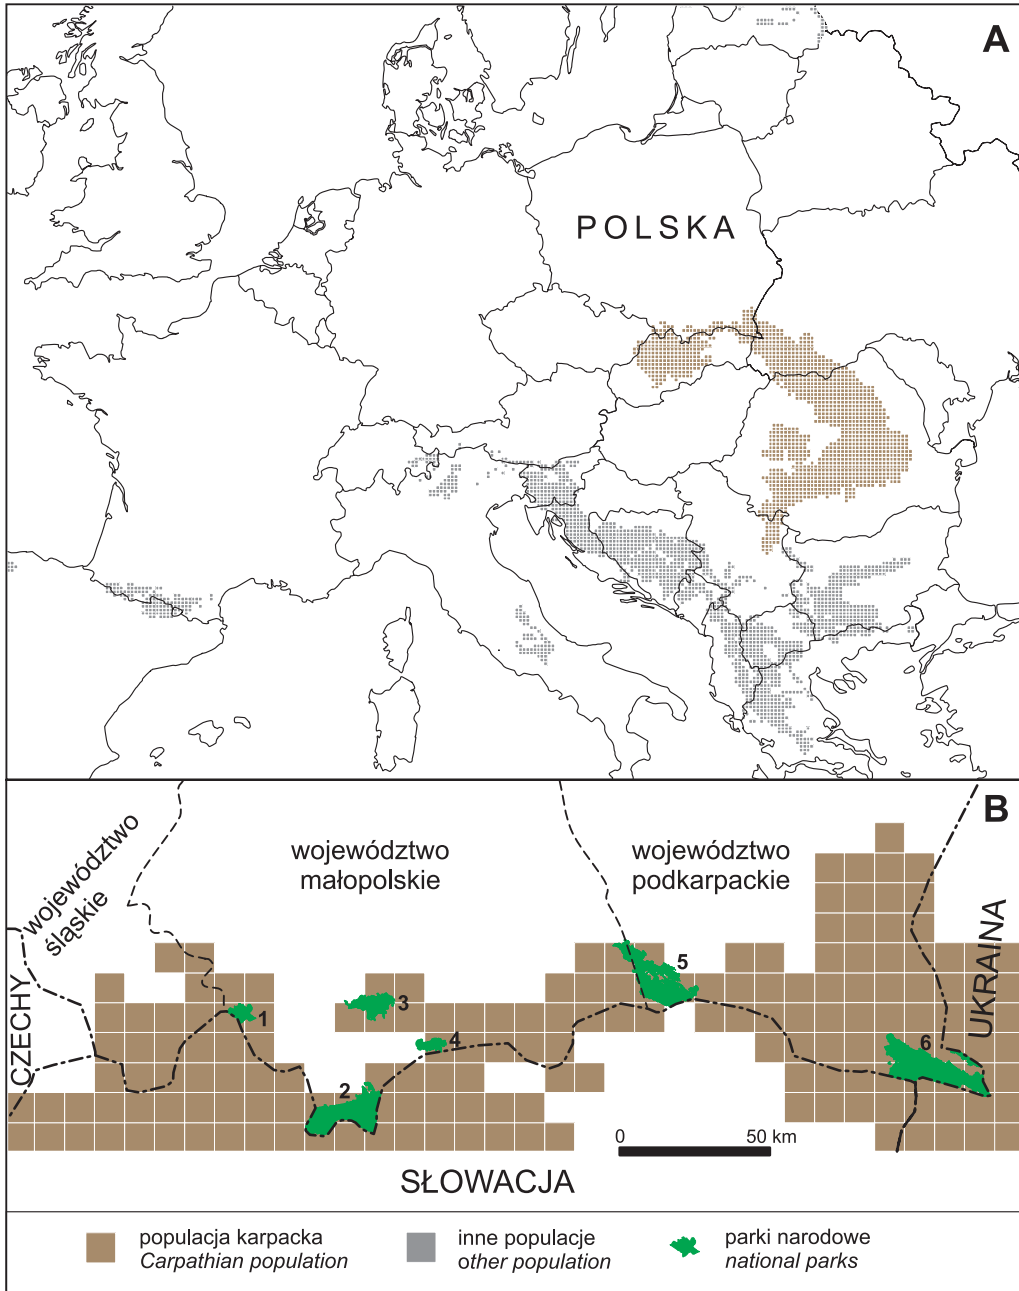 A
POLSKA
B
województwo
śląskie
województwo
małopolskie
województwo
podkarpackie
CZECHY
UKRAINA
1
2
3
4
5
6
0 50 km
SŁOWACJA
populacja karpacka
Carpathian population
inne populacje
other population
parki narodowe
national parks